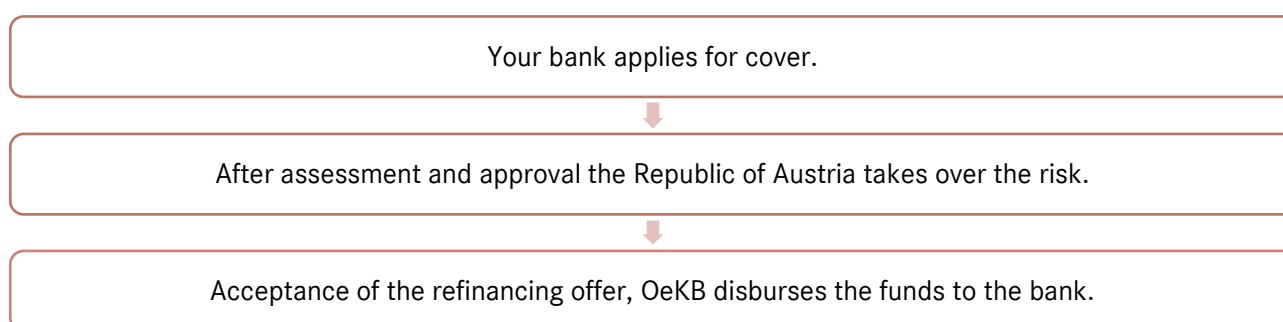 Your bank applies for cover.
After assessment and approval the Republic of Austria takes over the risk.
Acceptance of the refinancing offer, OeKB disburses the funds to the bank.